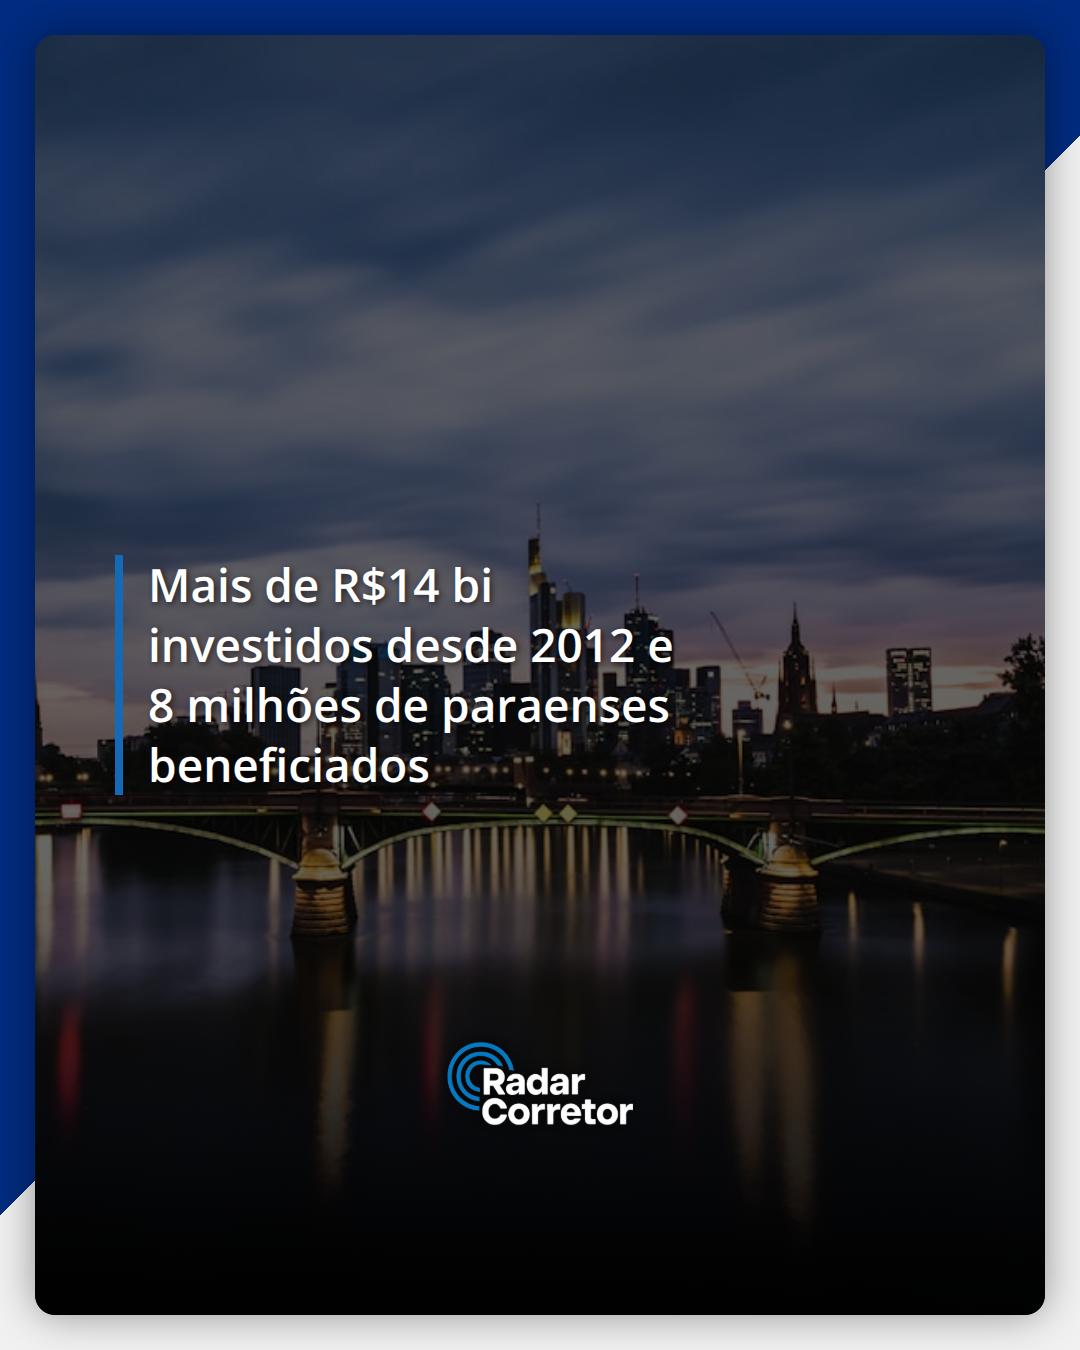 Mais de R$14 bi
investidos desde 2012 e
8 milhões de paraenses
beneficiados
Radar
Corretor